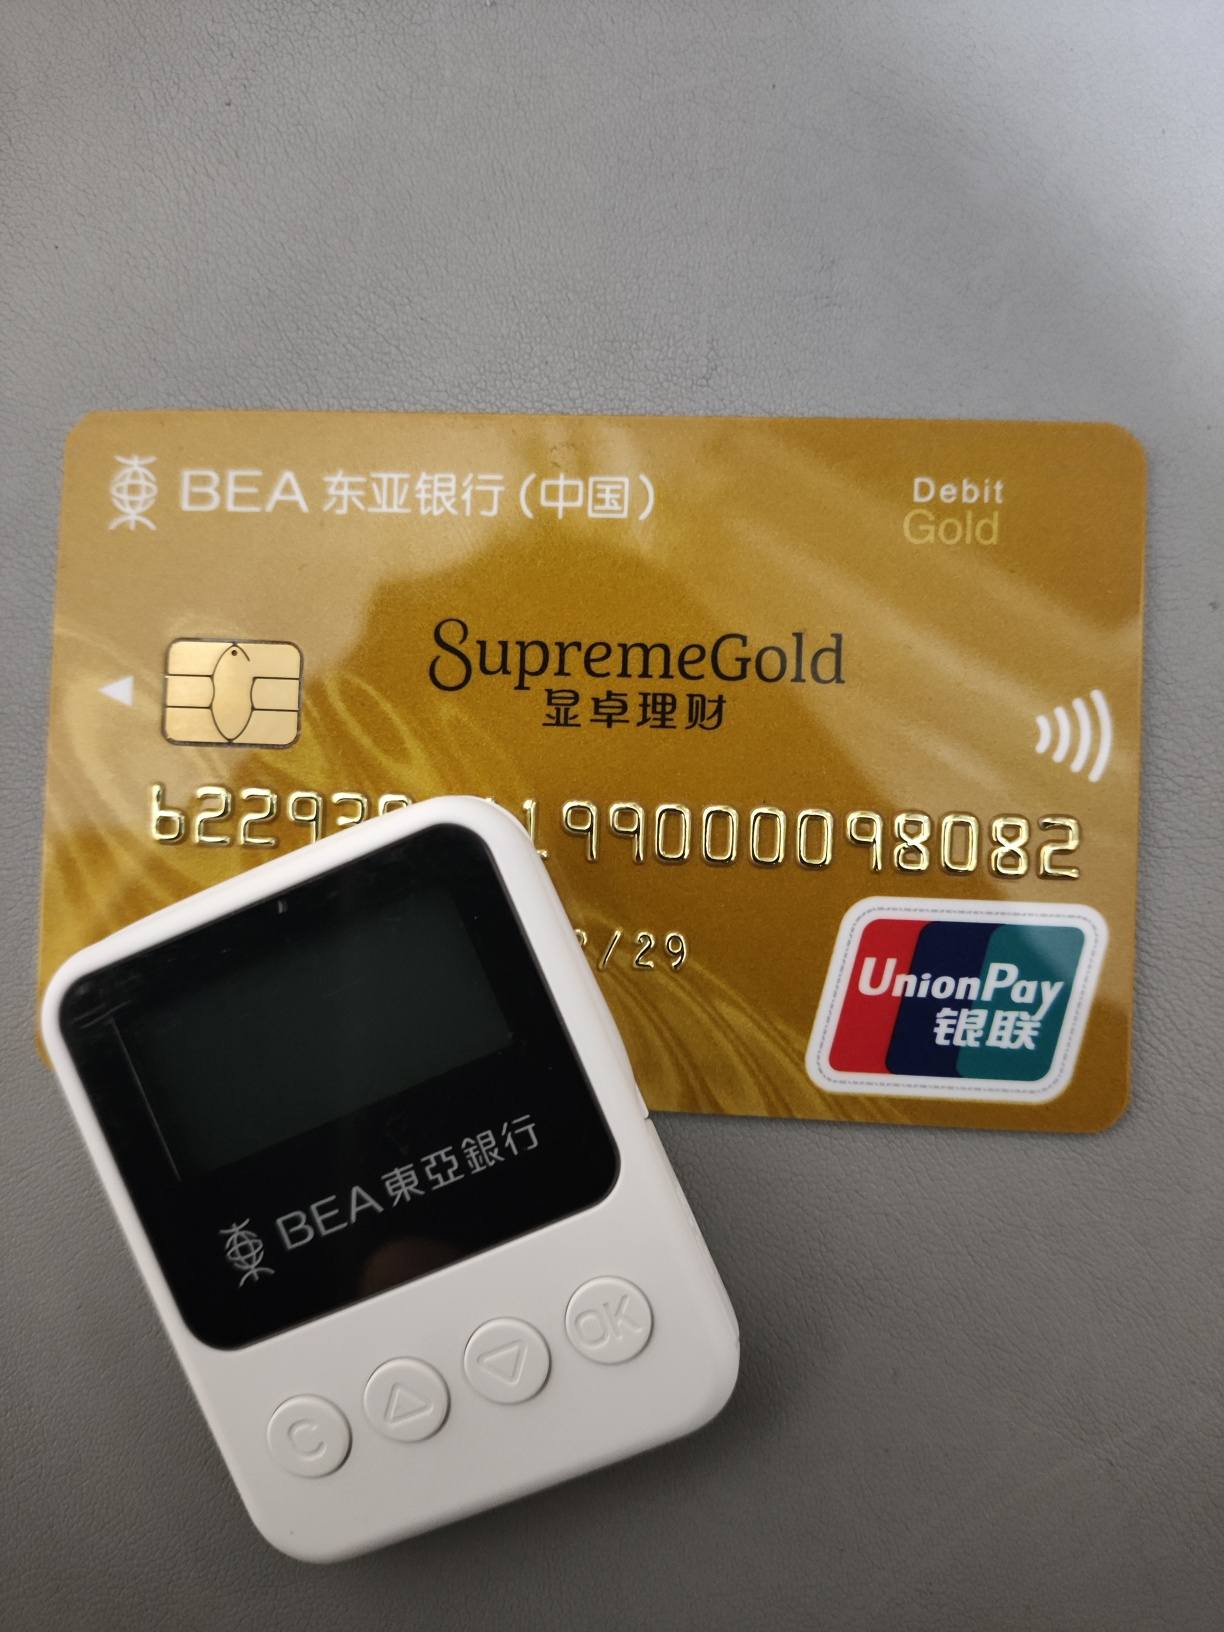 BEA 东亚银行(中国)
Debit
Gold
SupremeGold
显卓理财
62293 199000098082
/29
UnionPay
银联
BEA 東亞銀行
C
OK